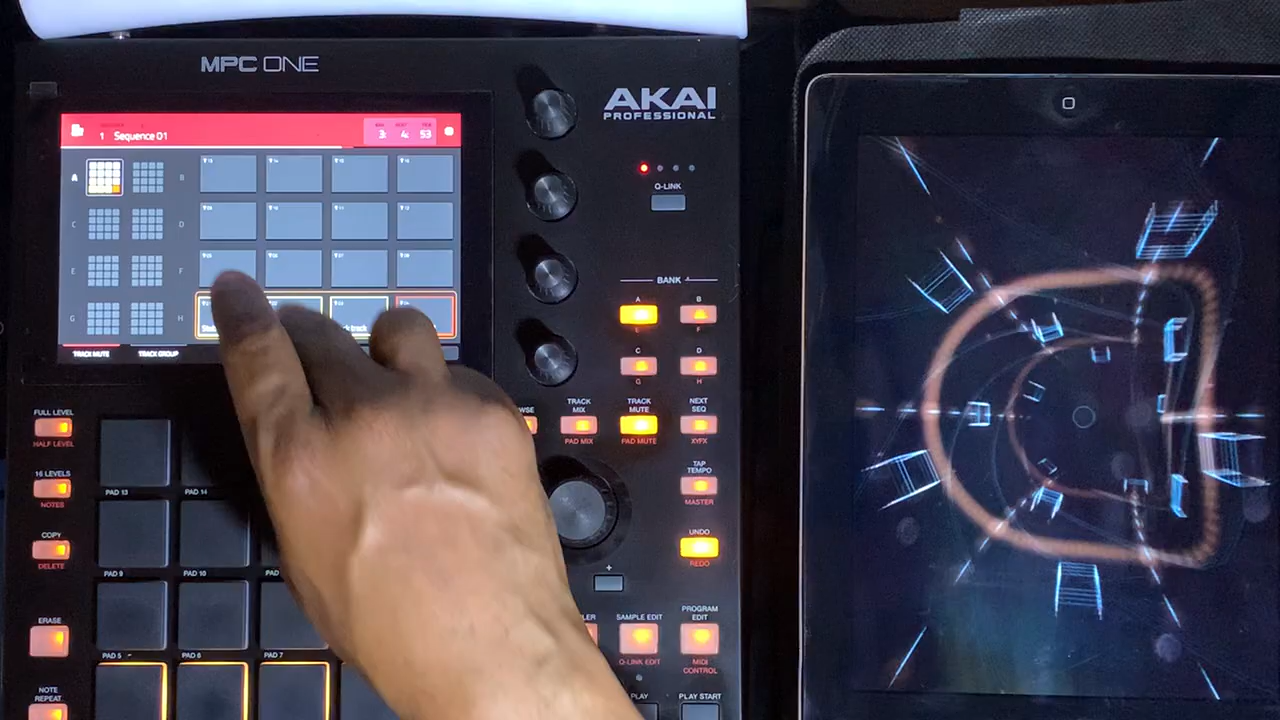 MPC ONE
AKAI
PROFESSIONAL
1 Sequence 01
3: 4: 53
A
B
C
D
E
F
G
H
TRACK MUTE
TRACK GROUP
Q-LINK
BANK
A
B
E
F
C
D
G
H
TRACK MIX
TRACK MUTE
NEXT SEQ
PAD MIX
PAD MUTE
XYFX
TAP TEMPO
MASTER
UNDO
REDO
+
FULL LEVEL
HALF LEVEL
16 LEVELS
NOTES
COPY
DELETE
ERASE
NOTE REPEAT
PAD 13
PAD 14
PAD 9
PAD 10
PAD 5
PAD 6
PAD 7
SAMPLE EDIT
PROGRAM EDIT
Q-LINK EDIT
MIDI CONTROL
PLAY
PLAY START